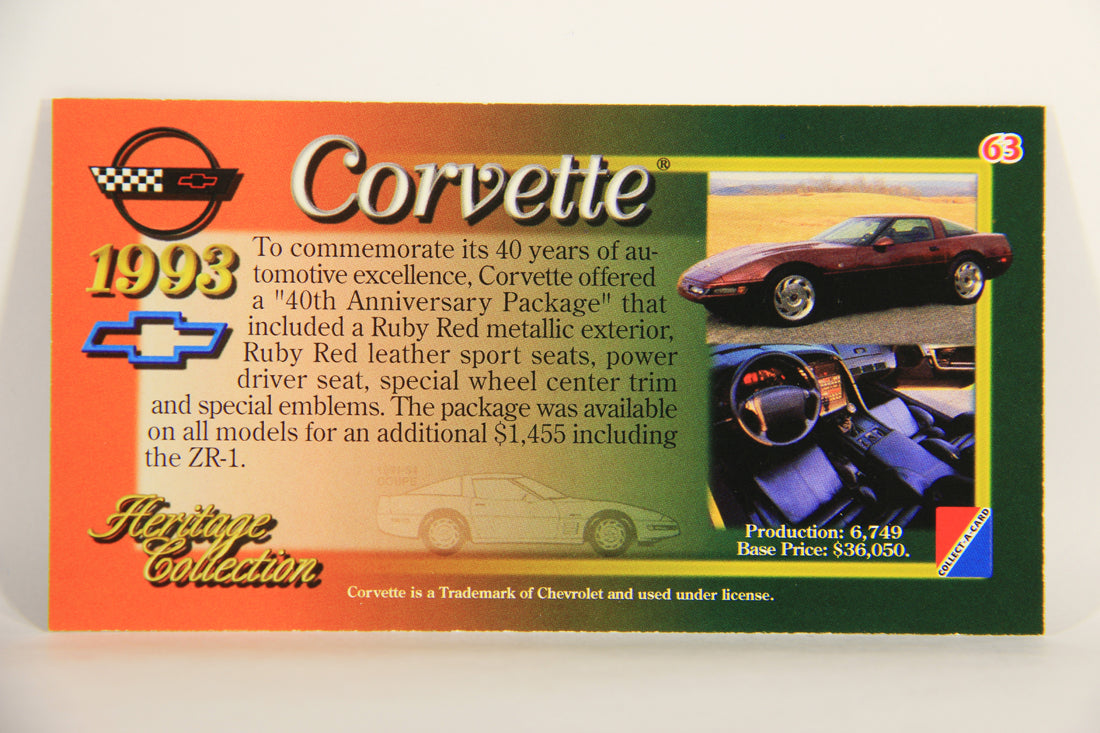 63
Corvette®
1993
To commemorate its 40 years of au-
tomotive excellence, Corvette offered
a "40th Anniversary Package" that
included a Ruby Red metallic exterior,
Ruby Red leather sport seats, power
driver seat, special wheel center trim
and special emblems. The package was available
on all models for an additional $1,455 including
the ZR-1.
Heritage
Collection
Production: 6,749
Base Price: $36,050.
COLLECT-A-CARD
Corvette is a Trademark of Chevrolet and used under license.